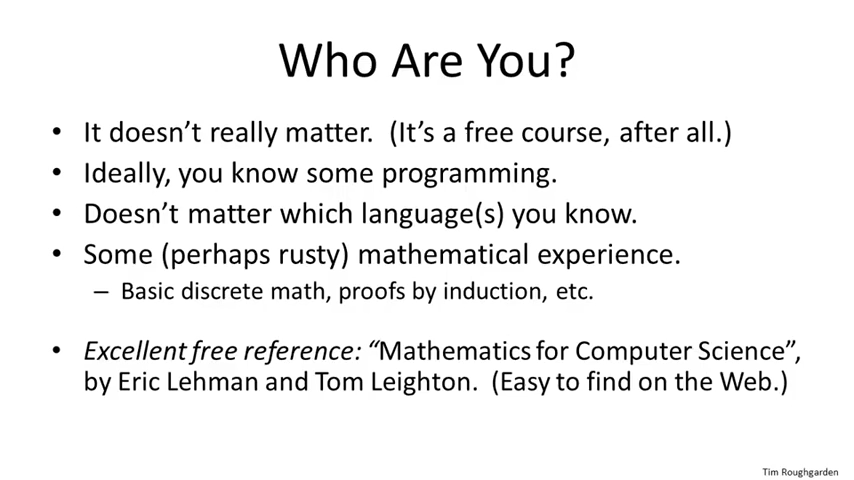 Who Are You?
• It doesn't really matter. (It's a free course, after all.)
• Ideally, you know some programming.
• Doesn't matter which language(s) you know.
• Some (perhaps rusty) mathematical experience.
– Basic discrete math, proofs by induction, etc.
• Excellent free reference: “Mathematics for Computer Science”,
by Eric Lehman and Tom Leighton. (Easy to find on the Web.)
Tim Roughgarden